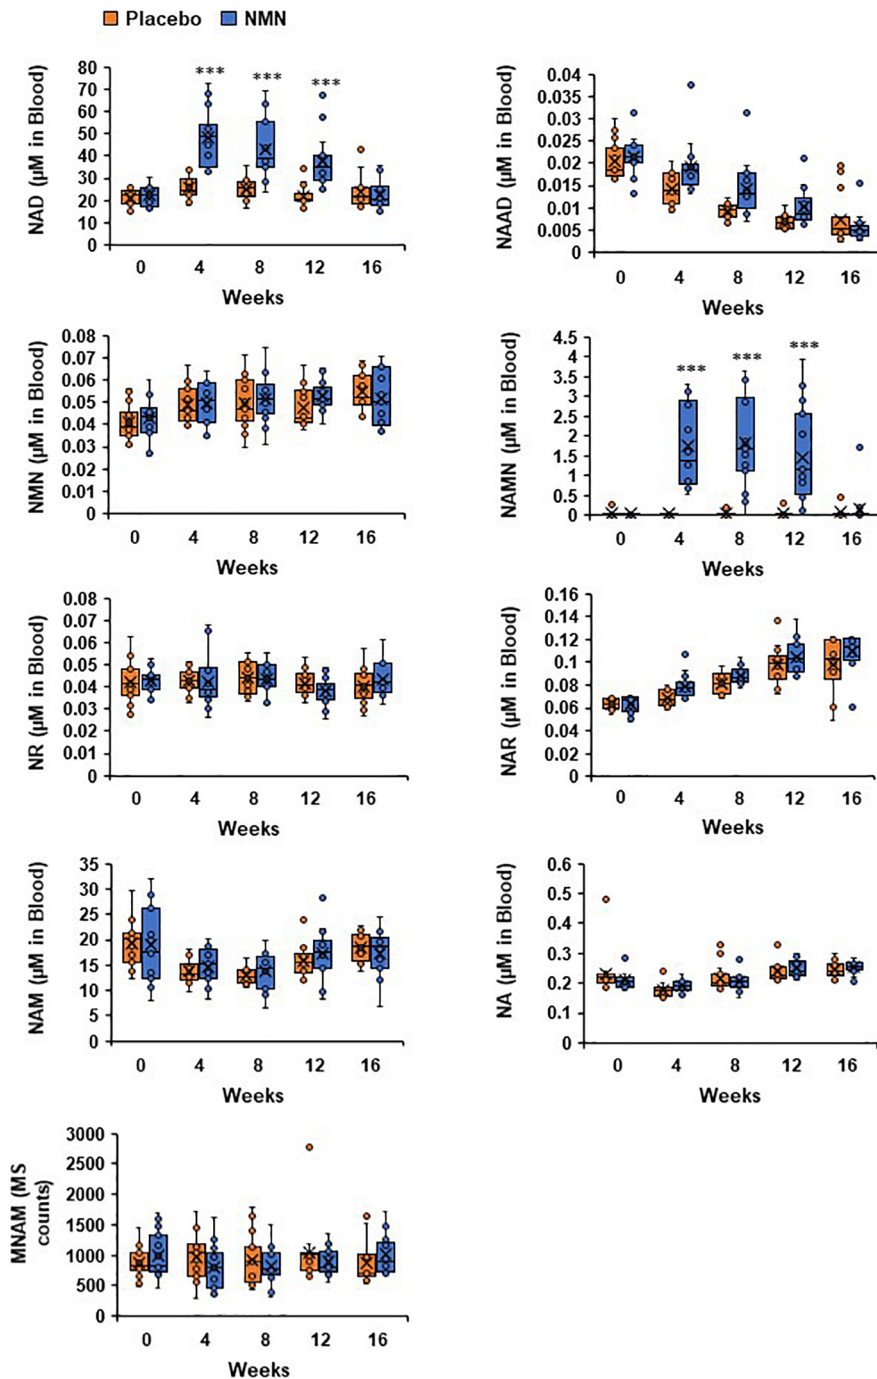 Placebo NMN
***
***
***
NAD (µM in Blood)
80
70
60
50
40
30
20
10
0
0 4 8 12 16
Weeks
NAAD (µM in Blood)
0.04
0.035
0.03
0.025
0.02
0.015
0.01
0.005
0
0 4 8 12 16
Weeks
NMN (µM in Blood)
0.08
0.07
0.06
0.05
0.04
0.03
0.02
0.01
0
0 4 8 12 16
Weeks
***
***
***
NAMN (µM in Blood)
4.5
4
3.5
3
2.5
2
1.5
1
0.5
0
0 4 8 12 16
Weeks
NR (µM in Blood)
0.08
0.07
0.06
0.05
0.04
0.03
0.02
0.01
0
0 4 8 12 16
Weeks
NAR (µM in Blood)
0.16
0.14
0.12
0.1
0.08
0.06
0.04
0.02
0
0 4 8 12 16
Weeks
NAM (µM in Blood)
35
30
25
20
15
10
5
0
0 4 8 12 16
Weeks
NA (µM in Blood)
0.6
0.5
0.4
0.3
0.2
0.1
0
0 4 8 12 16
Weeks
MNAM (MS
counts)
3000
2500
2000
1500
1000
500
0
0 4 8 12 16
Weeks